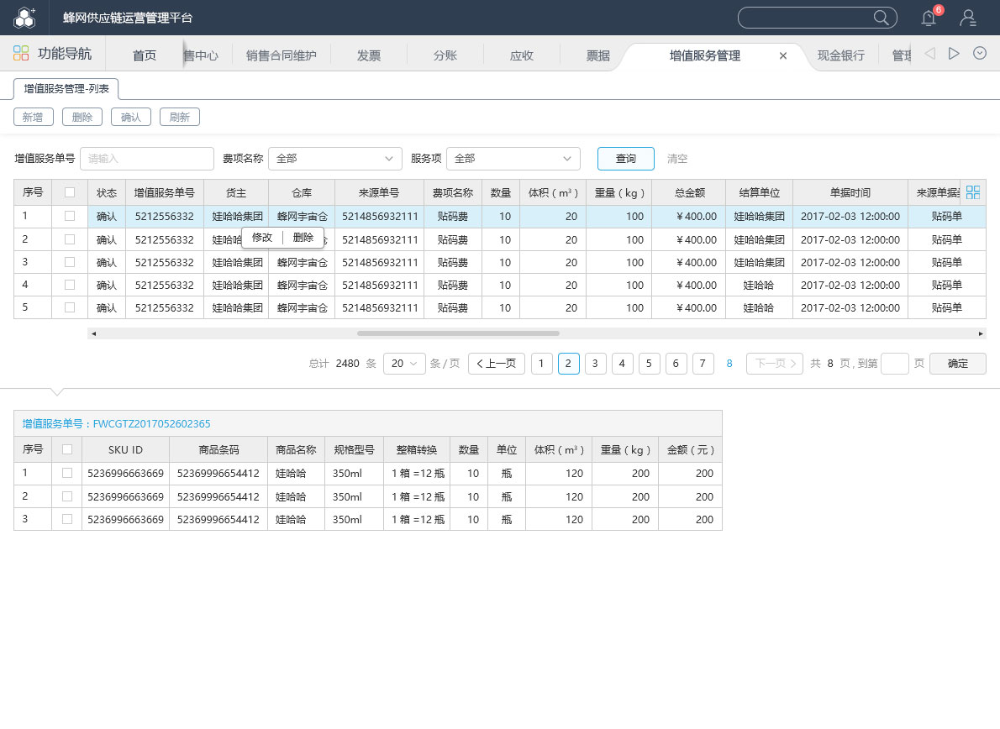 蜂网供应链运营管理平台
6
功能导航 首页 售中心 销售合同维护 发票 分账 应收 票据 增值服务管理 × 现金银行 管理
增值服务管理-列表
新增 删除 确认 刷新
增值服务单号 请输入 费项名称 全部 服务项 全部 查询 清空
序号 状态 增值服务单号 货主 仓库 来源单号 费项名称 数量 体积（m³） 重量（kg） 总金额 结算单位 单据时间 来源单据
1 确认 5212556332 娃哈哈集团 蜂网宇宙仓 5214856932111 贴码费 10 20 100 ￥400.00 娃哈哈集团 2017-02-03 12:00:00 贴码单
修改 删除
2 确认 5212556332 娃哈哈 5214856932111 贴码费 10 20 100 ￥400.00 娃哈哈集团 2017-02-03 12:00:00 贴码单
3 确认 5212556332 娃哈哈集团 蜂网宇宙仓 5214856932111 贴码费 10 20 100 ￥400.00 娃哈哈集团 2017-02-03 12:00:00 贴码单
4 确认 5212556332 娃哈哈集团 蜂网宇宙仓 5214856932111 贴码费 10 20 100 ￥400.00 娃哈哈 2017-02-03 12:00:00 贴码单
5 确认 5212556332 娃哈哈集团 蜂网宇宙仓 5214856932111 贴码费 10 20 100 ￥400.00 娃哈哈 2017-02-03 12:00:00 贴码单
总计 2480 条 20 条 / 页 上一页 1 2 3 4 5 6 7 8 下一页 共 8 页 , 到第 页 确定
增值服务单号：FWCGTZ2017052602365
序号 SKU ID 商品条码 商品名称 规格型号 整箱转换 数量 单位 体积（m³） 重量（kg） 金额（元）
1 5236996663669 52369996654412 娃哈哈 350ml 1 箱 =12 瓶 10 瓶 120 200 200
2 5236996663669 52369996654412 娃哈哈 350ml 1 箱 =12 瓶 10 瓶 120 200 200
3 5236996663669 52369996654412 娃哈哈 350ml 1 箱 =12 瓶 10 瓶 120 200 200